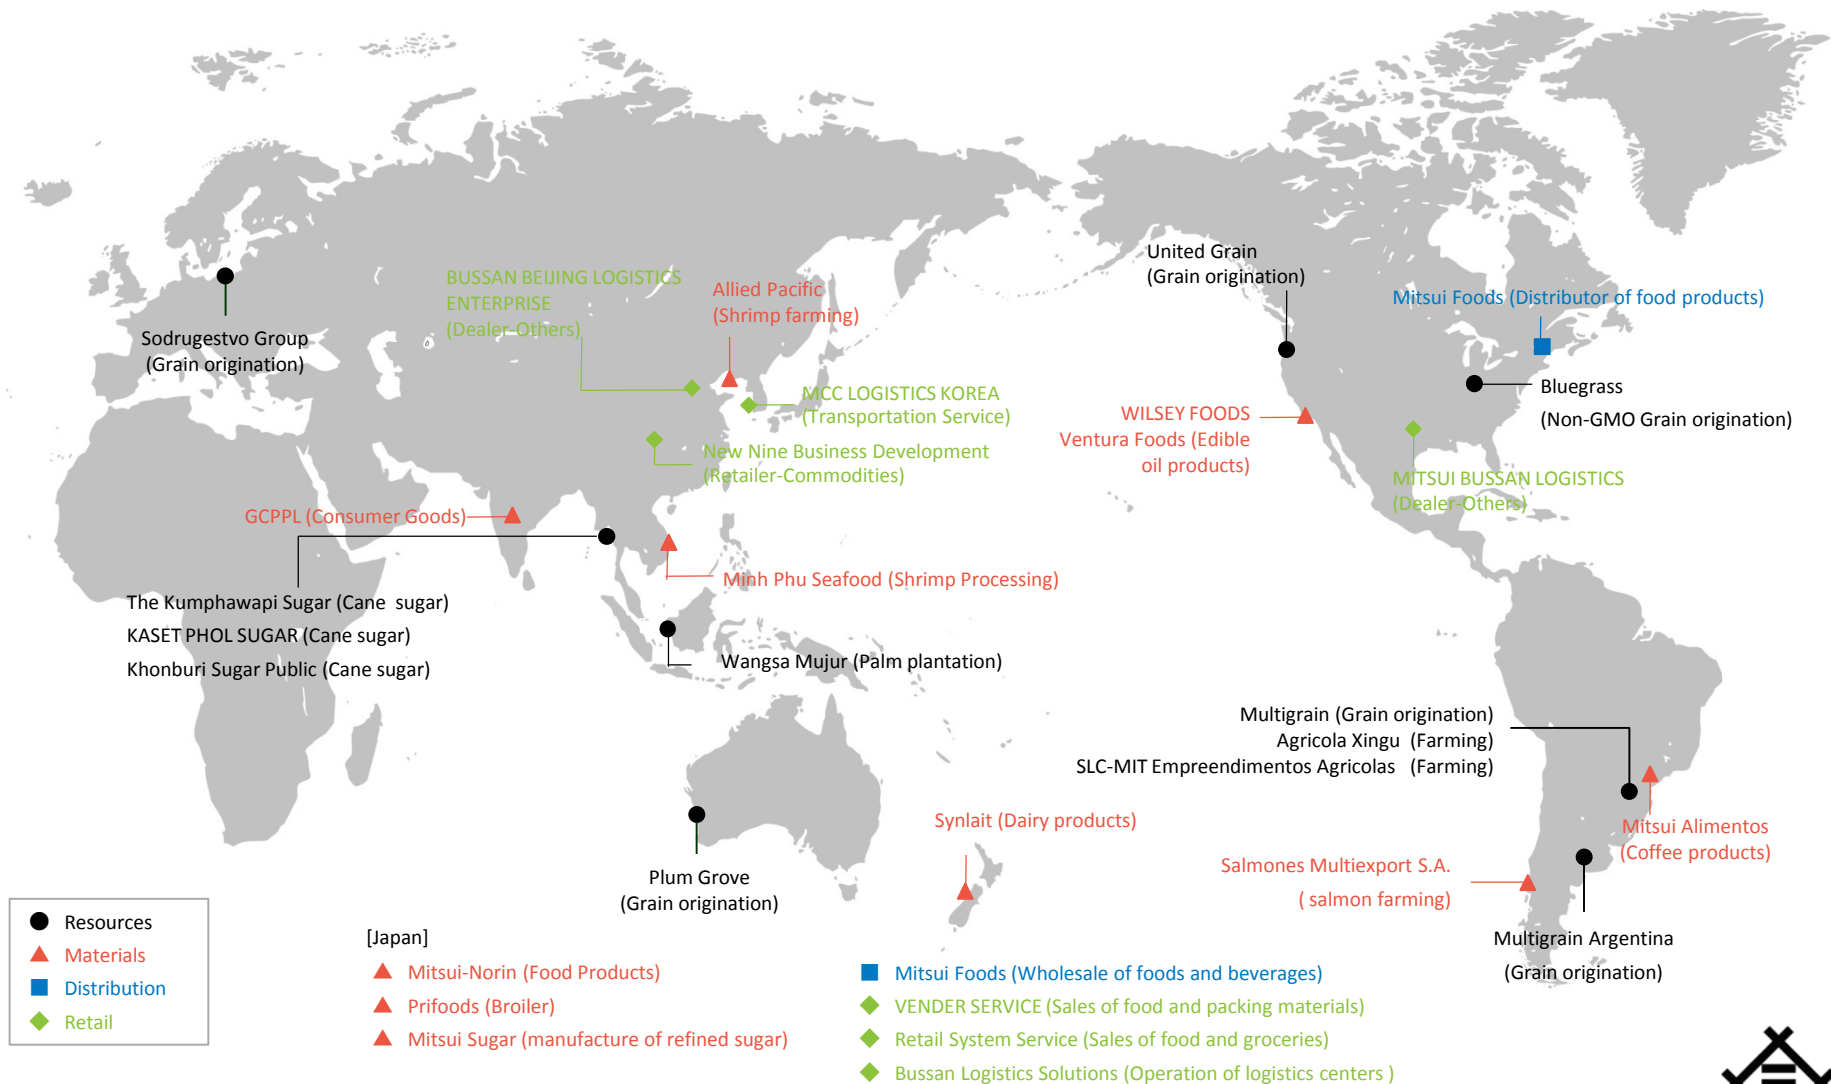 United Grain
(Grain origination)
BUSSAN BEIJING LOGISTICS
ENTERPRISE
(Dealer-Others)
Allied Pacific
(Shrimp farming)
Mitsui Foods (Distributor of food products)
Sodrugestvo Group
(Grain origination)
MCC LOGISTICS KOREA
(Transportation Service)
Bluegrass
(Non-GMO Grain origination)
WILSEY FOODS
Ventura Foods (Edible
oil products)
New Nine Business Development
(Retailer-Commodities)
MITSUI BUSSAN LOGISTICS
(Dealer-Others)
GCPPL (Consumer Goods)
Minh Phu Seafood (Shrimp Processing)
The Kumphawapi Sugar (Cane sugar)
KASET PHOL SUGAR (Cane sugar)
Khonburi Sugar Public (Cane sugar)
Wangsa Mujur (Palm plantation)
Multigrain (Grain origination)
Agricola Xingu (Farming)
SLC-MIT Empreendimentos Agricolas (Farming)
Synlait (Dairy products)
Mitsui Alimentos
(Coffee products)
Salmones Multiexport S.A.
( salmon farming)
Plum Grove
(Grain origination)
Multigrain Argentina
(Grain origination)
Resources
Materials
Distribution
Retail
[Japan]
Mitsui-Norin (Food Products)
Prifoods (Broiler)
Mitsui Sugar (manufacture of refined sugar)
Mitsui Foods (Wholesale of foods and beverages)
VENDER SERVICE (Sales of food and packing materials)
Retail System Service (Sales of food and groceries)
Bussan Logistics Solutions (Operation of logistics centers )